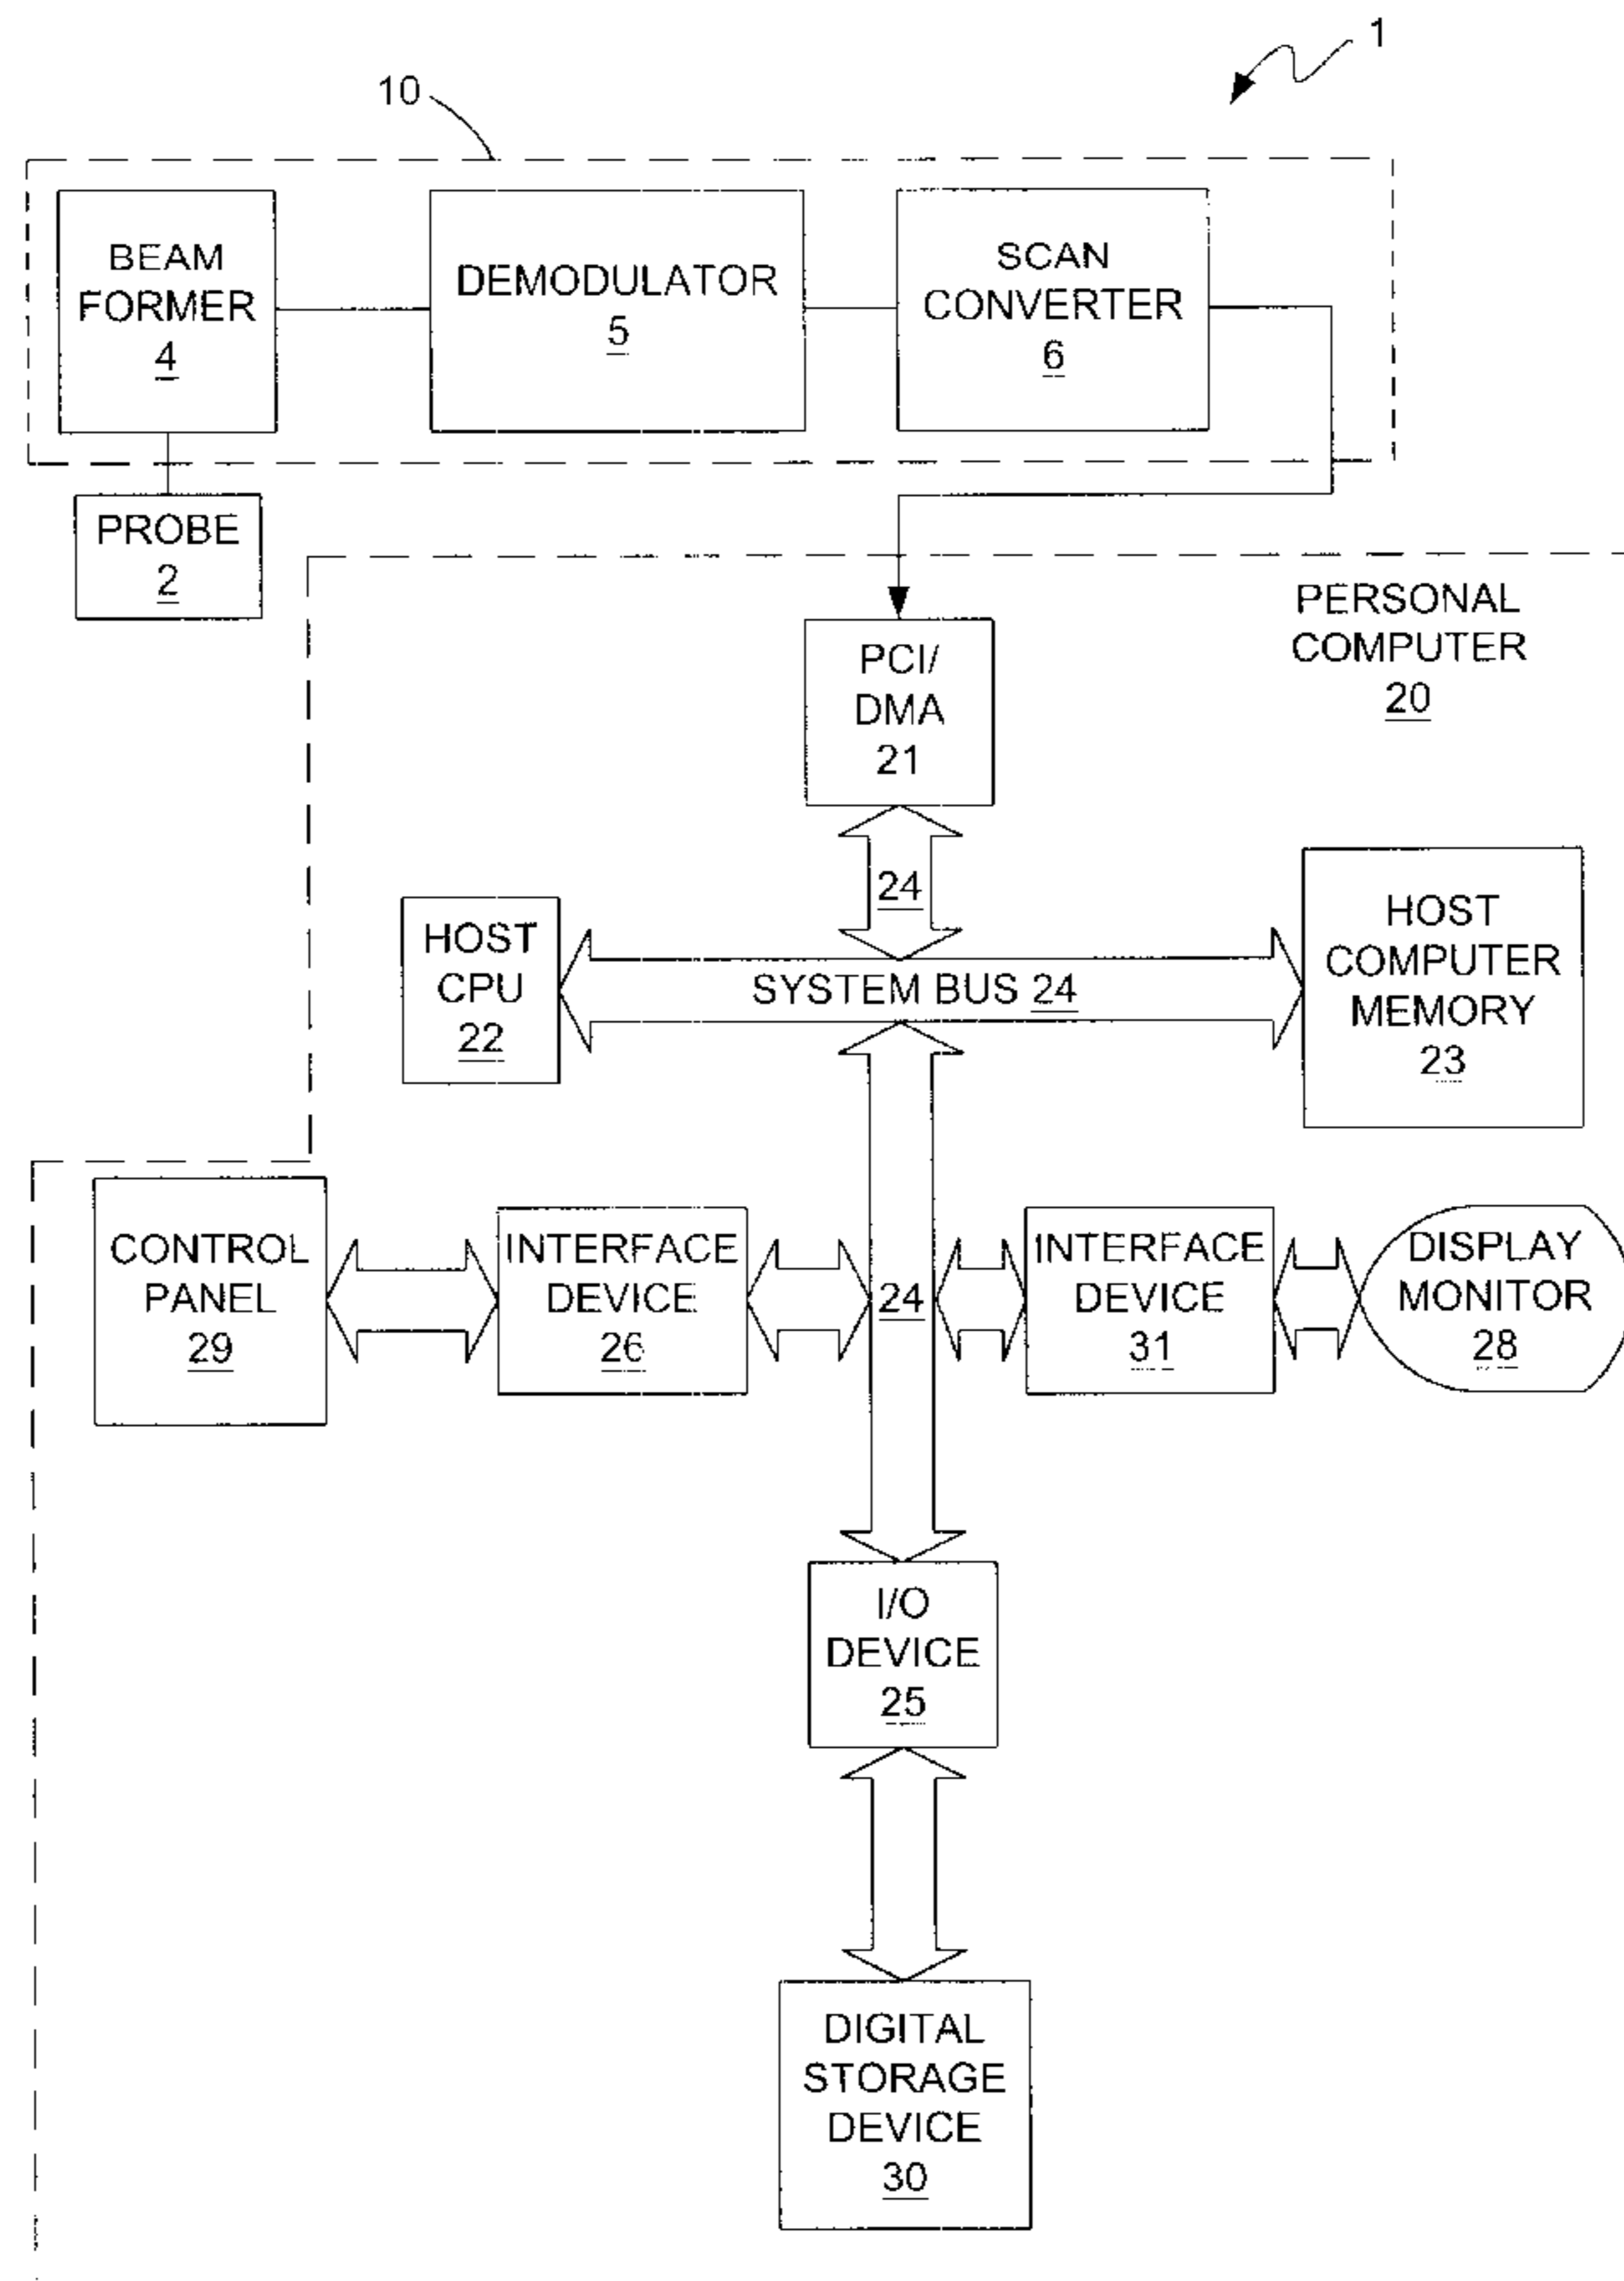 1
10
BEAM
FORMER
4
DEMODULATOR
5
SCAN
CONVERTER
6
PROBE
2
PERSONAL
COMPUTER
20
PCI/
DMA
21
24
HOST
CPU
22
SYSTEM BUS 24
HOST
COMPUTER
MEMORY
23
CONTROL
PANEL
29
INTERFACE
DEVICE
26
24
INTERFACE
DEVICE
31
DISPLAY
MONITOR
28
I/O
DEVICE
25
DIGITAL
STORAGE
DEVICE
30